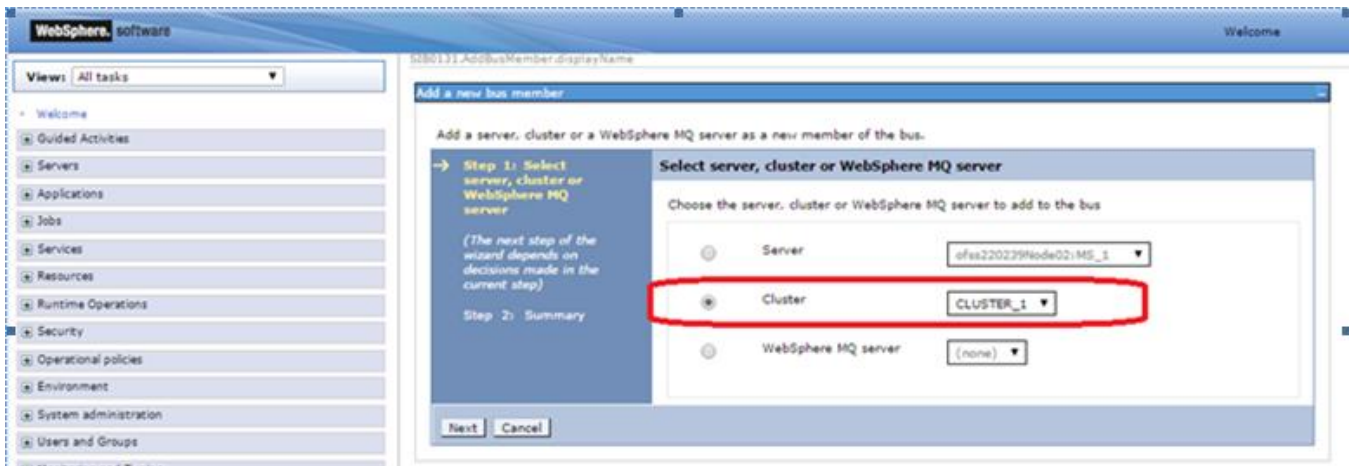 WebSphere. software
Welcome
View: All tasks
Welcome
Guided Activities
Servers
Applications
Jobs
Services
Resources
Runtime Operations
Security
Operational policies
Environment
System administration
Users and Groups
SIB0131.AddBusMember.displayName
Add a new bus member
Add a server, cluster or a WebSphere MQ server as a new member of the bus.
Step 1: Select
server, cluster or
WebSphere MQ
server
(The next step of the
wizard depends on
decisions made in the
current step)
Step 2: Summary
Select server, cluster or WebSphere MQ server
Choose the server, cluster or WebSphere MQ server to add to the bus
Server ofss220239Node02:MS_1
Cluster CLUSTER_1
WebSphere MQ server (none)
Next Cancel